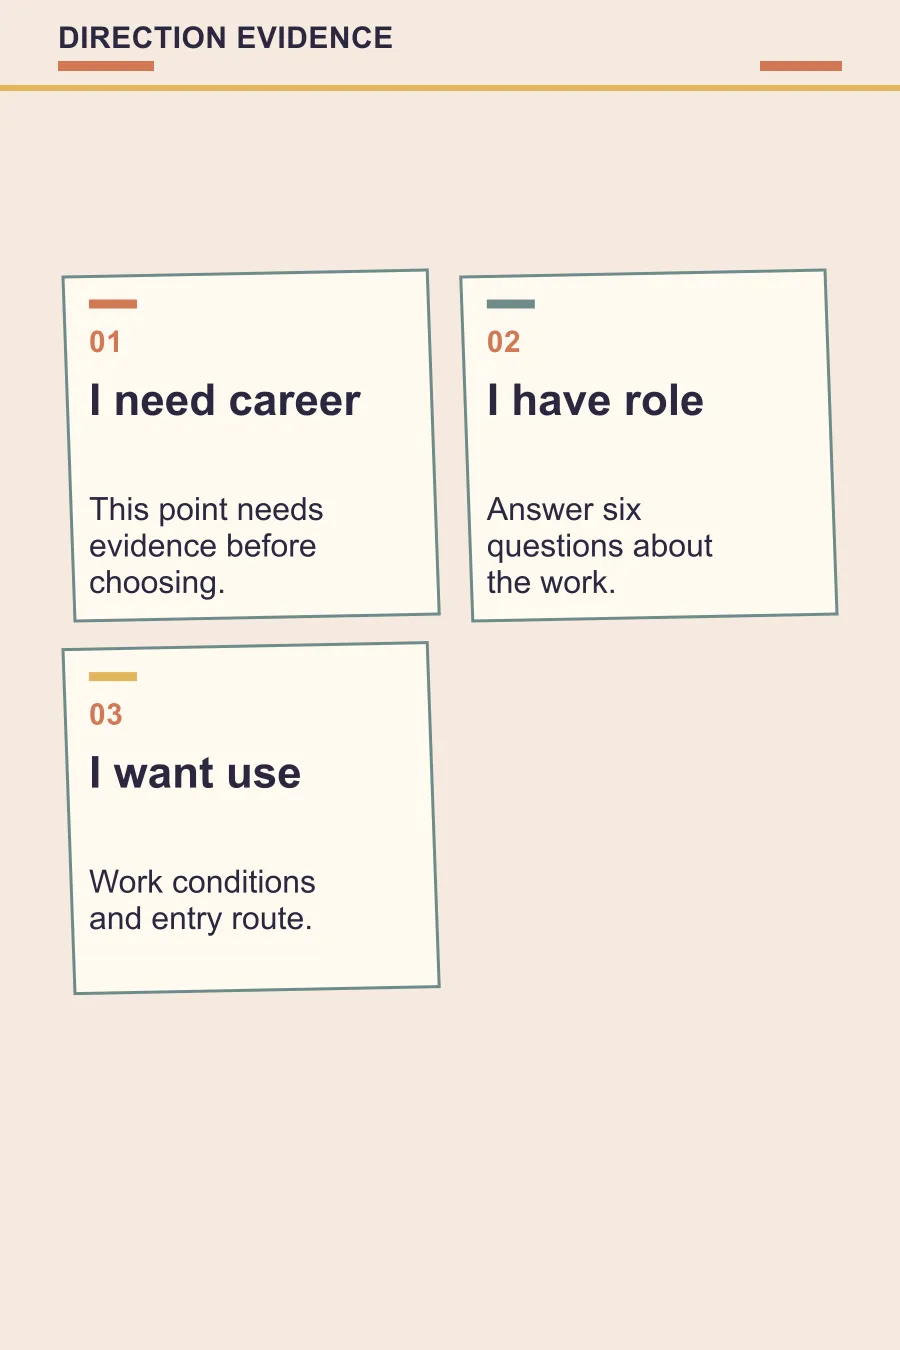 DIRECTION EVIDENCE
01
I need career
This point needs
evidence before
choosing.
02
I have role
Answer six
questions about
the work.
03
I want use
Work conditions
and entry route.